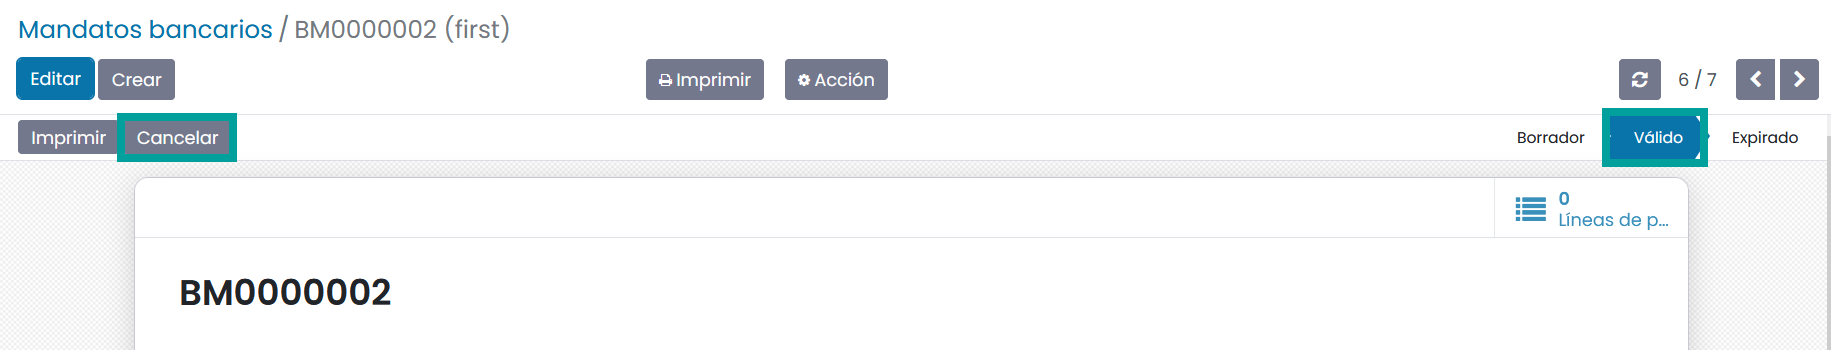 Mandatos bancarios / BM0000002 (first)
Editar Crear Imprimir Acción 6 / 7
Imprimir Cancelar Borrador Válido Expirado
0
Líneas de p...
BM0000002